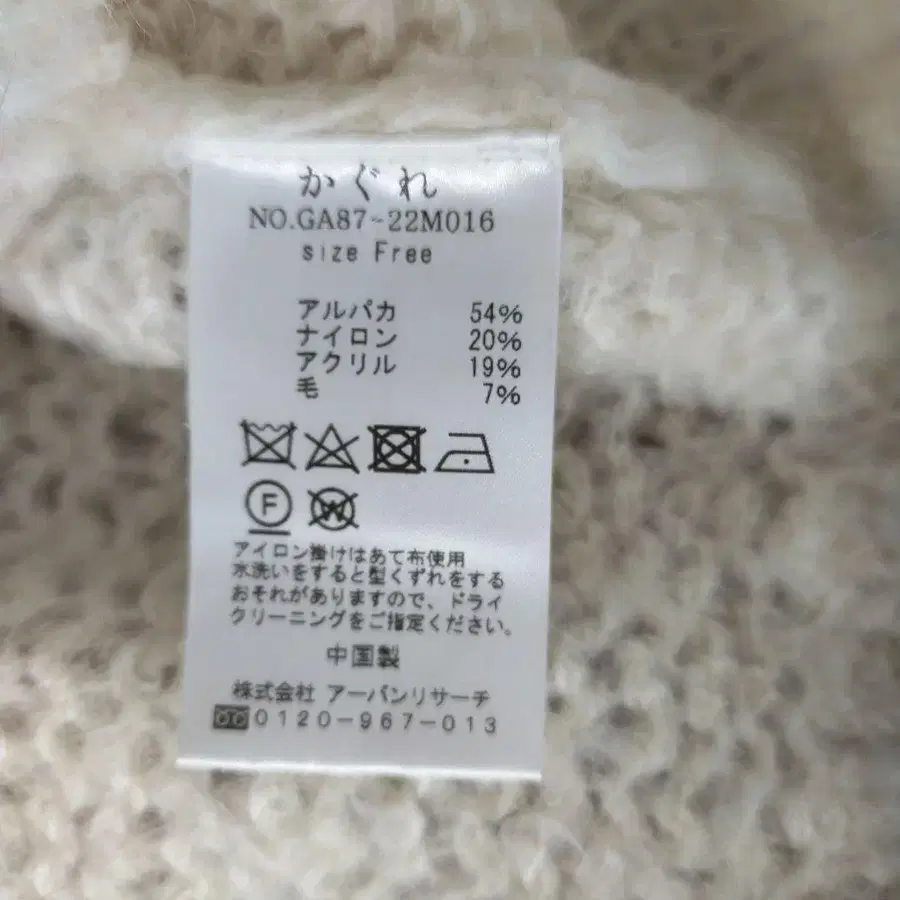 かぐれ
NO.GA87-22M016
size Free
アルパカ 54%
ナイロン 20%
アクリル 19%
毛 7%
F W
アイロン掛けはあて布使用
水洗いをすると型くずれをする
おそれがありますので、ドライ
クリーニングをご指定ください。
中国製
株式会社 アーバンリサーチ
0120-967-013